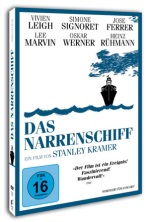 VIVIEN LEIGH SIMONE SIGNORET JOSE FERRER
LEE MARVIN OSKAR WERNER HEINZ RÜHMANN
DAS
NARRENSCHIFF
EIN FILM VON STANLEY KRAMER
»Der Film ist ein Ereignis!
Faszinierend!
Wundervoll!«
16
DAS NARRENSCHIFF